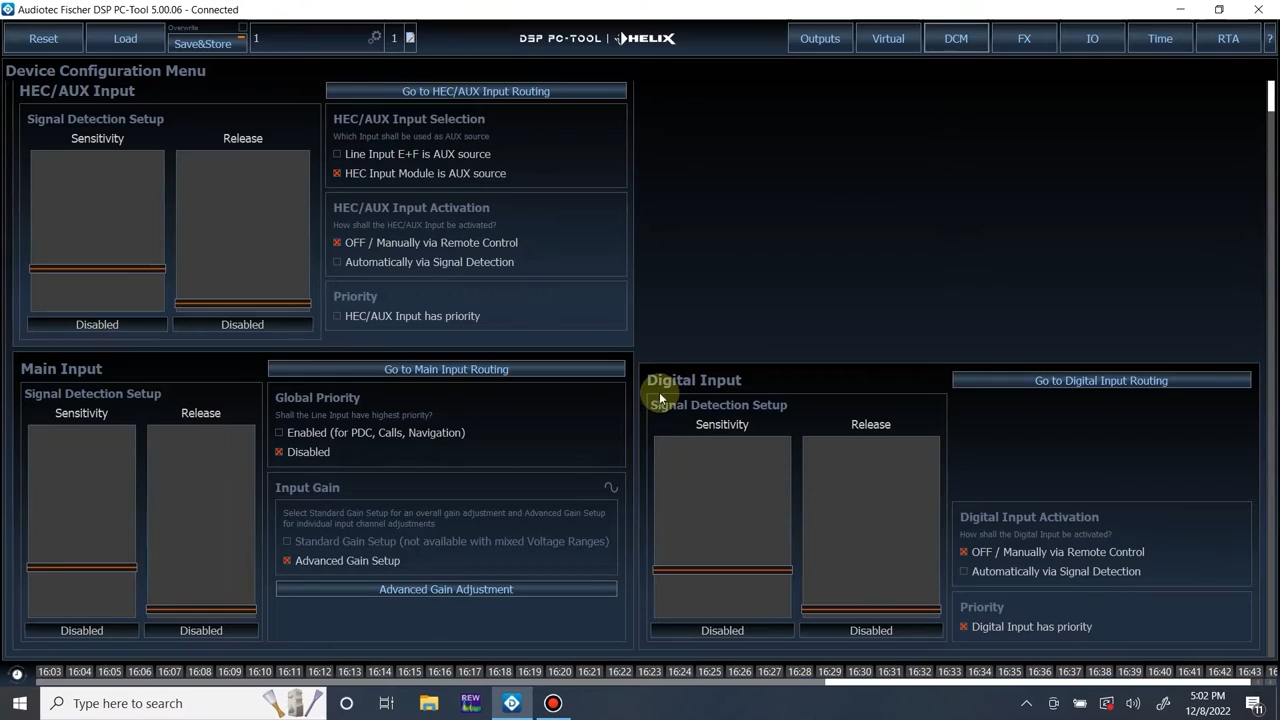 Audiotec Fischer DSP PC-Tool 5.00.06 - Connected
Reset
Load
Overwrite
Save&Store
1
1
DSP PC-TOOL | HELIX
Outputs
Virtual
DCM
FX
IO
Time
RTA
?
Device Configuration Menu
HEC/AUX Input
Go to HEC/AUX Input Routing
Signal Detection Setup
Sensitivity
Release
Disabled
Disabled
HEC/AUX Input Selection
Which Input shall be used as AUX source
Line Input E+F is AUX source
HEC Input Module is AUX source
HEC/AUX Input Activation
How shall the HEC/AUX Input be activated?
OFF / Manually via Remote Control
Automatically via Signal Detection
Priority
HEC/AUX Input has priority
Main Input
Go to Main Input Routing
Signal Detection Setup
Sensitivity
Release
Disabled
Disabled
Global Priority
Shall the Line Input have highest priority?
Enabled (for PDC, Calls, Navigation)
Disabled
Input Gain
Select Standard Gain Setup for an overall gain adjustment and Advanced Gain Setup
for individual input channel adjustments
Standard Gain Setup (not available with mixed Voltage Ranges)
Advanced Gain Setup
Advanced Gain Adjustment
Digital Input
Go to Digital Input Routing
Signal Detection Setup
Sensitivity
Release
Disabled
Disabled
Digital Input Activation
How shall the Digital Input be activated?
OFF / Manually via Remote Control
Automatically via Signal Detection
Priority
Digital Input has priority
16:03 16:04 16:05 16:06 16:07 16:08 16:09 16:10 16:11 16:12 16:13 16:14 16:15 16:16 16:17 16:18 16:19 16:20 16:21 16:22 16:23 16:24 16:25 16:26 16:27 16:28 16:29 16:30 16:31 16:32 16:33 16:34 16:35 16:36 16:37 16:38 16:39 16:40 16:41 16:42 16:43
Type here to search
REW
5:02 PM
12/8/2022
11